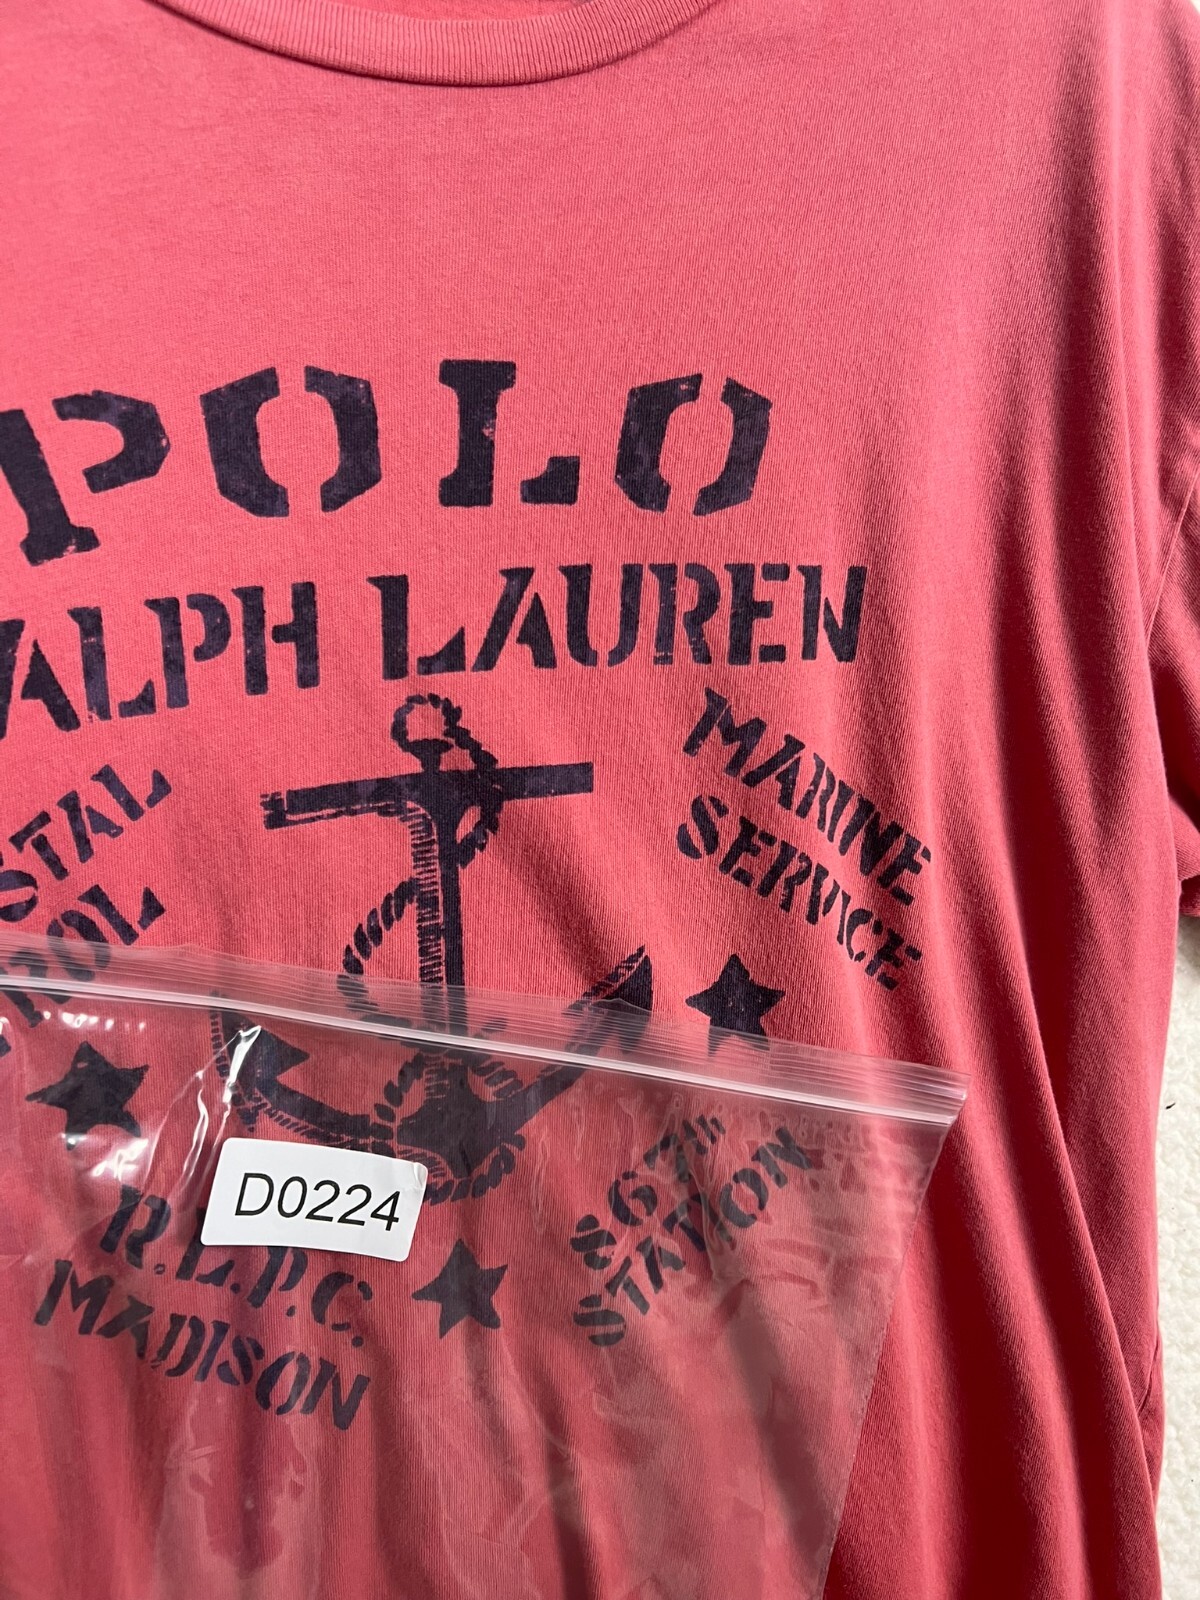 POLO
ALPH LAUREN
STAL
ROL
MARINE
SERVICE
D0224
R.L.P.C.
MADISON
867TH
STATION